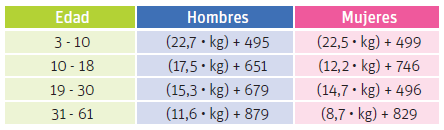 Edad Hombres Mujeres
3 - 10 (22,7 • kg) + 495 (22,5 • kg) + 499
10 - 18 (17,5 • kg) + 651 (12,2 • kg) + 746
19 - 30 (15,3 • kg) + 679 (14,7 • kg) + 496
31 - 61 (11,6 • kg) + 879 (8,7 • kg) + 829